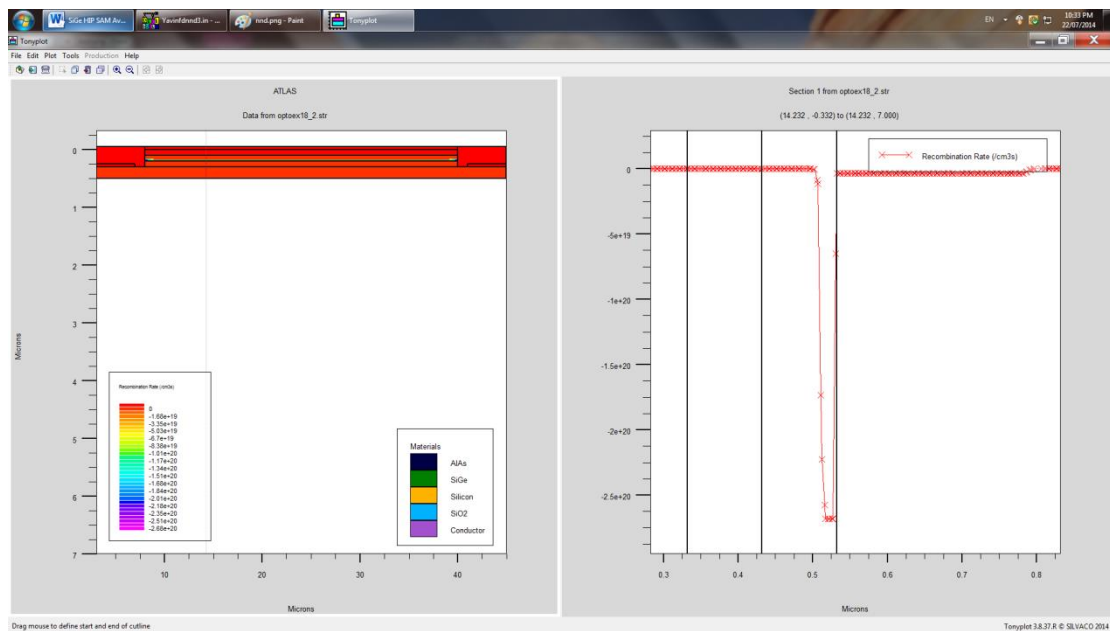 SiGe HIP SAM Av...
Yavinfdnnd3.in - ...
nnd.png - Paint
Tonyplot
EN
10:33 PM
22/07/2014
Tonyplot
File Edit Plot Tools Production Help
ATLAS
Data from optoex18_2.str
0
1
2
3
4
5
6
7
Microns
10
20
30
40
Microns
Recombination Rate (/cm3s)
0
-1.68e+19
-3.35e+19
-5.03e+19
-6.7e+19
-8.38e+19
-1.01e+20
-1.17e+20
-1.34e+20
-1.51e+20
-1.68e+20
-1.84e+20
-2.01e+20
-2.18e+20
-2.35e+20
-2.51e+20
-2.68e+20
Materials
AlAs
SiGe
Silicon
SiO2
Conductor
Section 1 from optoex18_2.str
(14.232 , -0.332) to (14.232 , 7.000)
Recombination Rate (/cm3s)
0
-5e+19
-1e+20
-1.5e+20
-2e+20
-2.5e+20
0.3
0.4
0.5
0.6
0.7
0.8
Microns
Drag mouse to define start and end of cutline
Tonyplot 3.8.37.R © SILVACO 2014